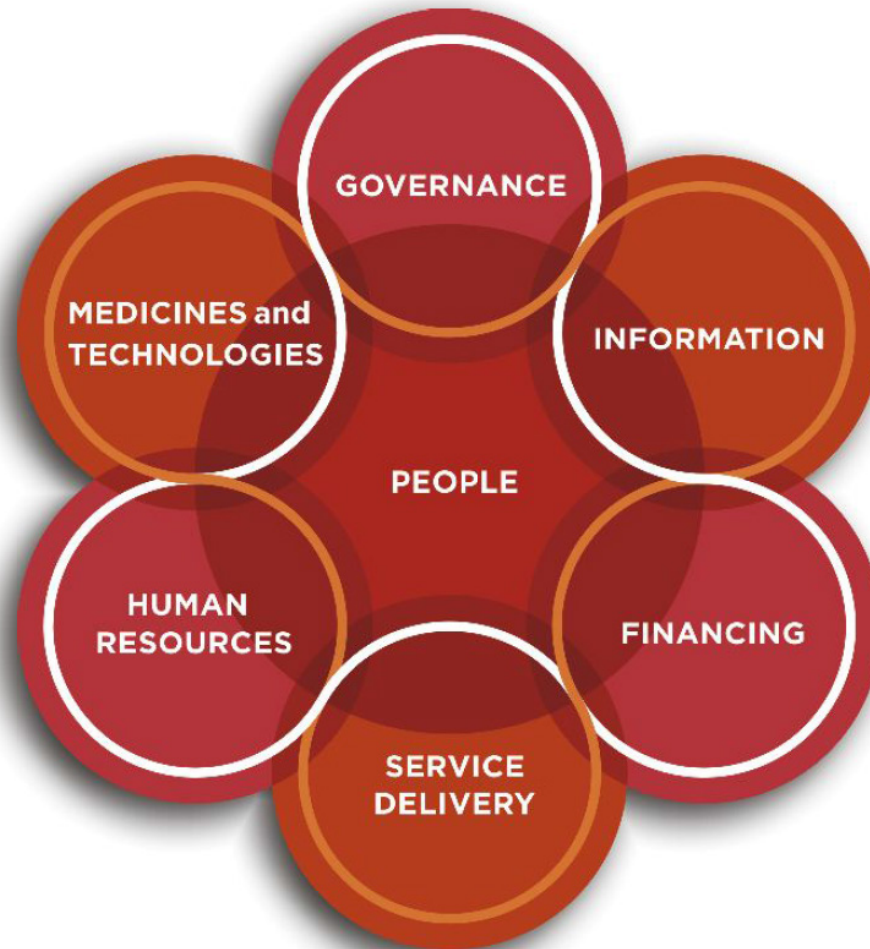 GOVERNANCE
MEDICINES and
TECHNOLOGIES
INFORMATION
PEOPLE
HUMAN
RESOURCES
FINANCING
SERVICE
DELIVERY